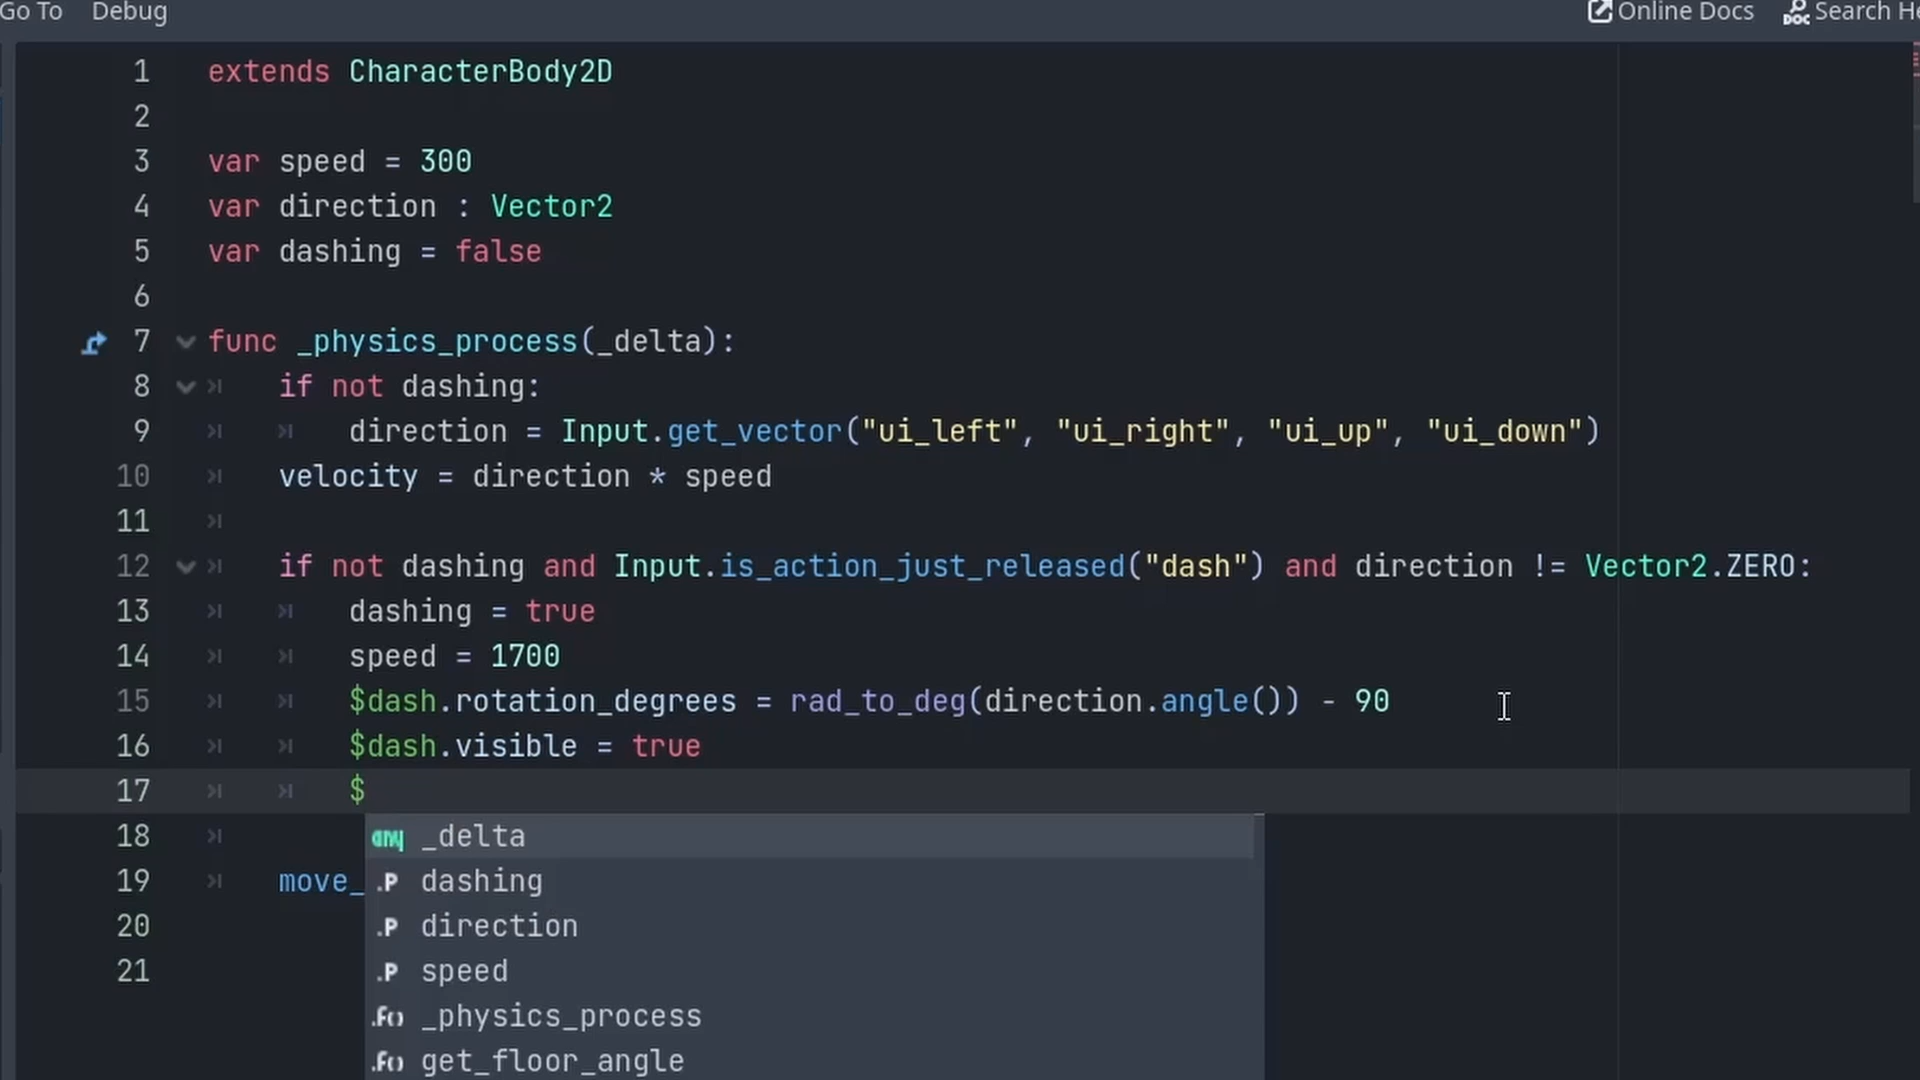 Go To Debug Online Docs Search He
1 extends CharacterBody2D
2
3 var speed = 300
4 var direction : Vector2
5 var dashing = false
6
7 func _physics_process(_delta):
8 if not dashing:
9 direction = Input.get_vector("ui_left", "ui_right", "ui_up", "ui_down")
10 velocity = direction * speed
11
12 if not dashing and Input.is_action_just_released("dash") and direction != Vector2.ZERO:
13 dashing = true
14 speed = 1700
15 $dash.rotation_degrees = rad_to_deg(direction.angle()) - 90
16 $dash.visible = true
17 $
18 any _delta
19 move_ .P dashing
20 .P direction
21 .P speed
.F() _physics_process
.F() get_floor_angle